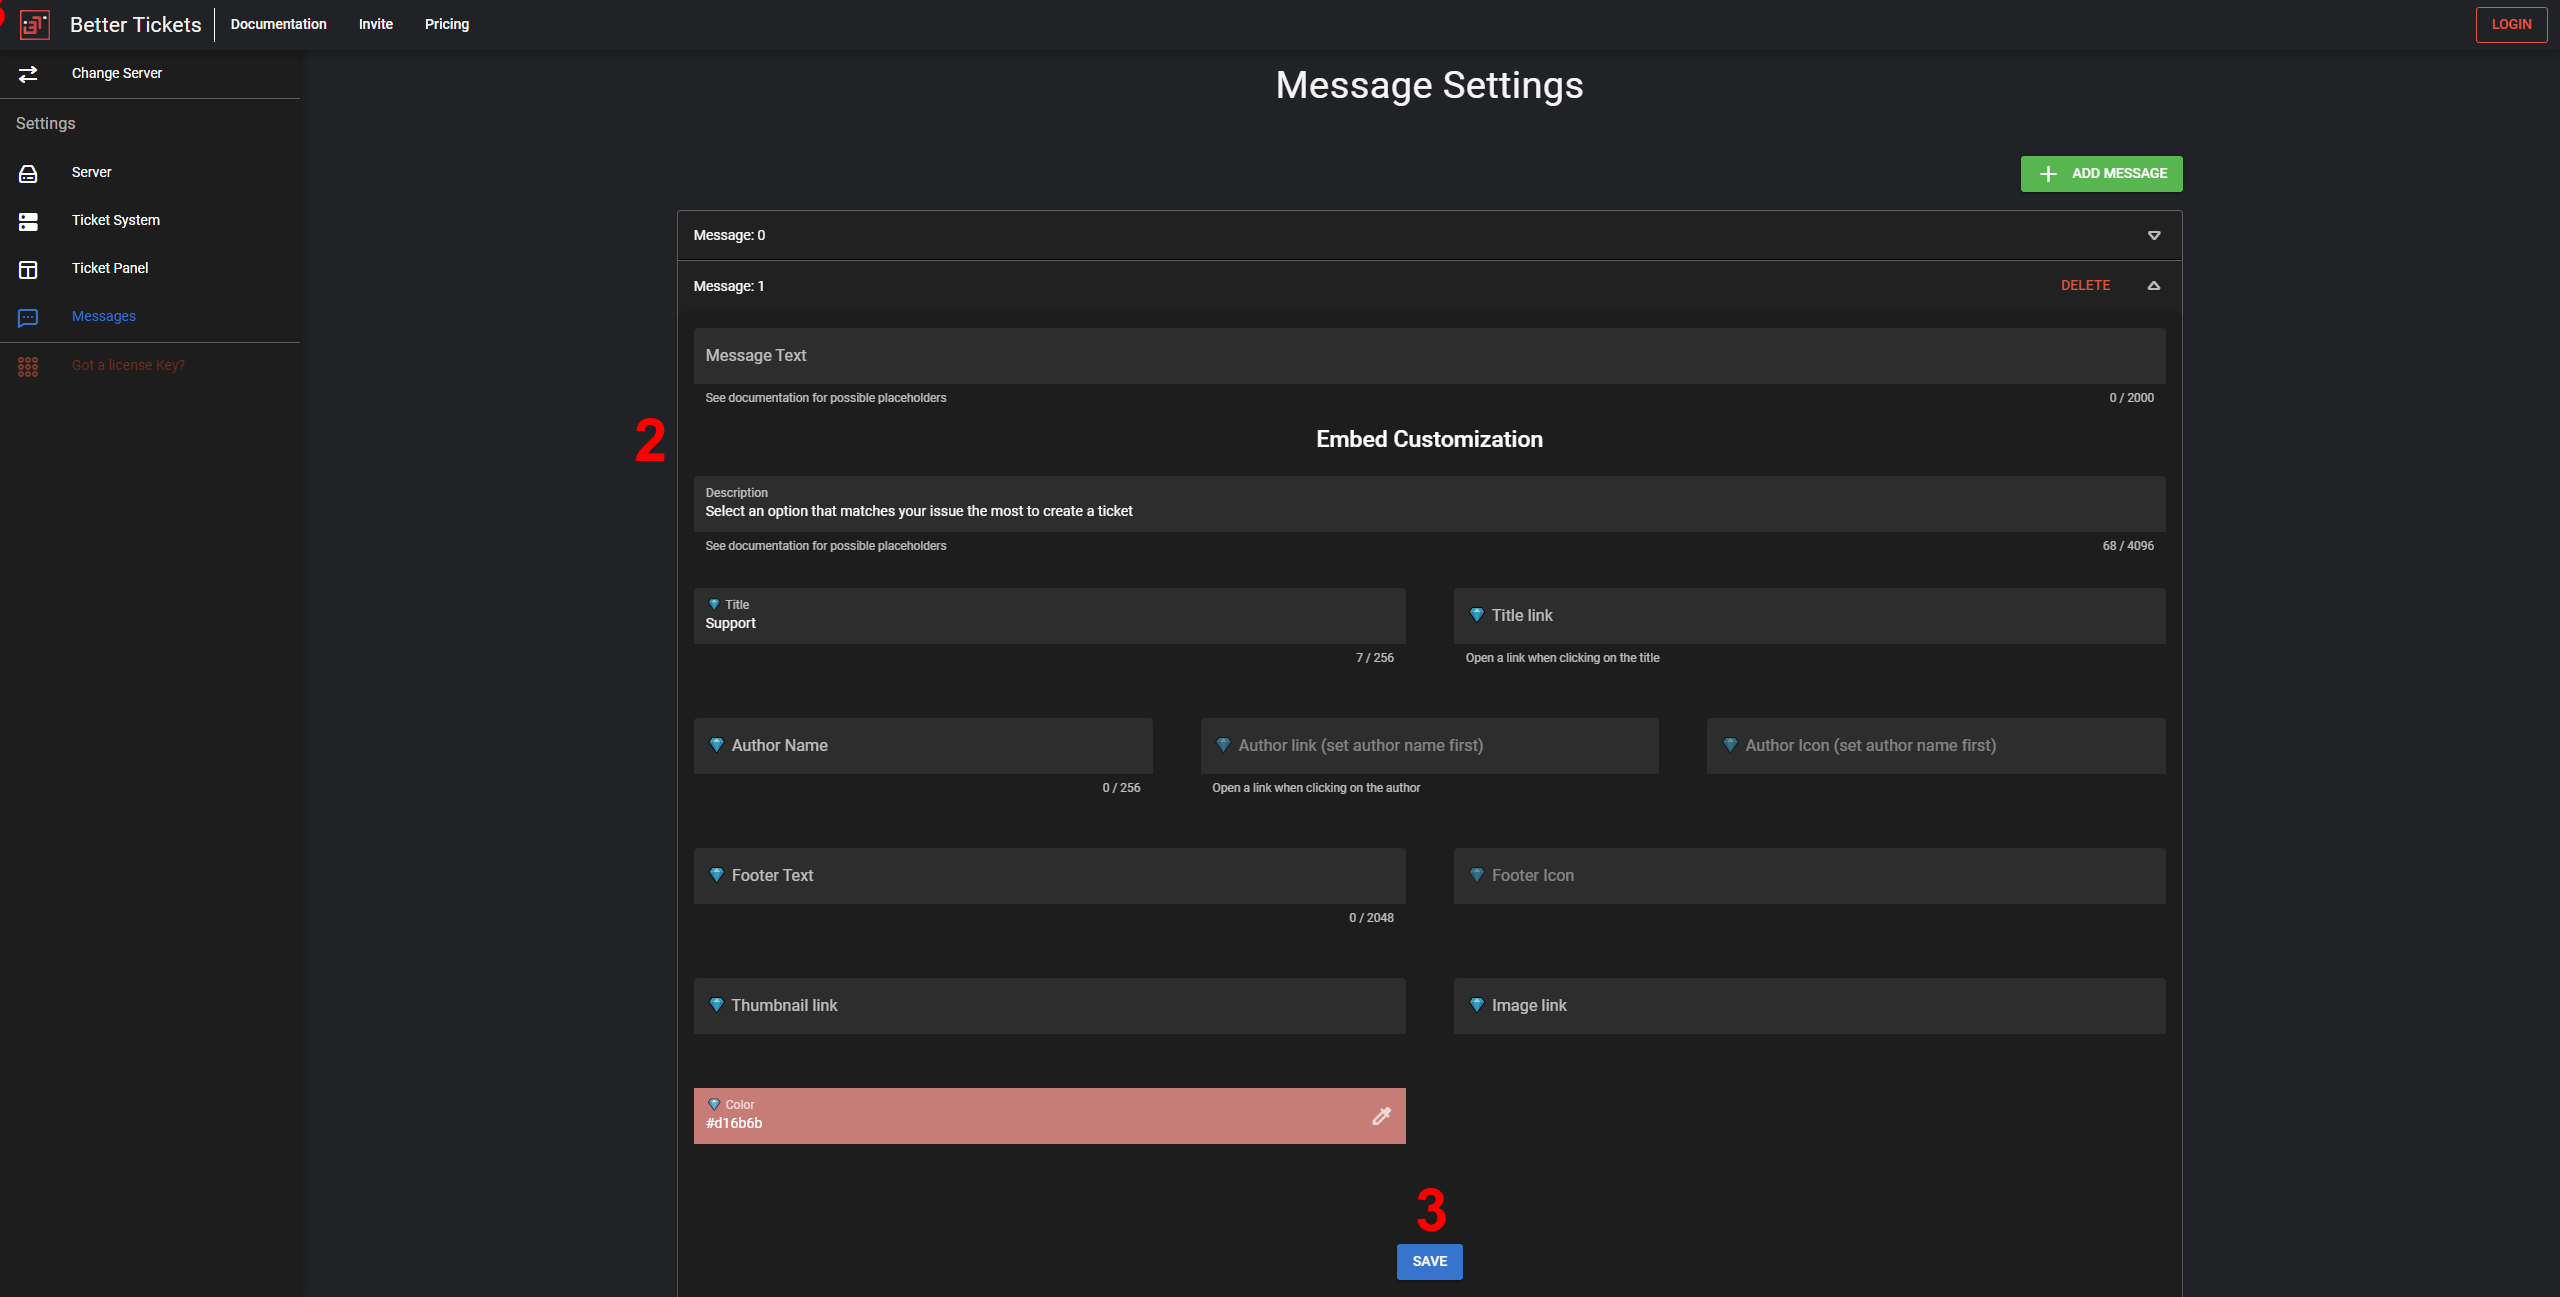 Better Tickets
Documentation
Invite
Pricing
LOGIN
Change Server
Settings
Server
Ticket System
Ticket Panel
Messages
Got a license Key?
Message Settings
ADD MESSAGE
Message: 0
Message: 1
DELETE
Message Text
See documentation for possible placeholders
0 / 2000
2
Embed Customization
Description
Select an option that matches your issue the most to create a ticket
See documentation for possible placeholders
68 / 4096
Title
Support
7 / 256
Title link
Open a link when clicking on the title
Author Name
0 / 256
Author link (set author name first)
Open a link when clicking on the author
Author Icon (set author name first)
Footer Text
0 / 2048
Footer Icon
Thumbnail link
Image link
Color
#d16b6b
3
SAVE